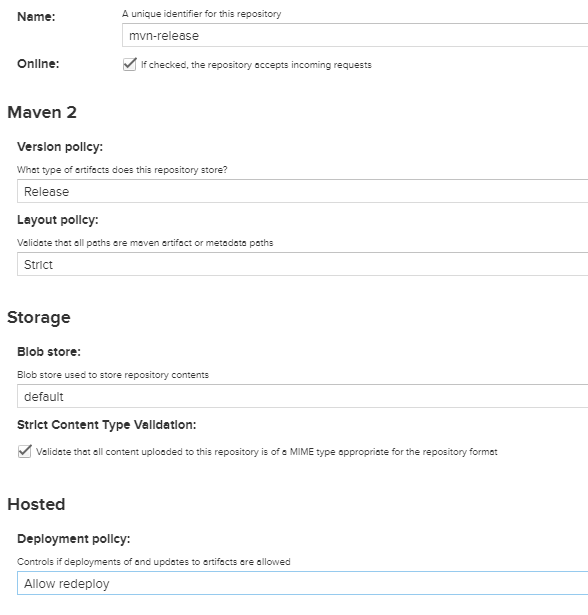 Name:
A unique identifier for this repository
mvn-release
Online:
If checked, the repository accepts incoming requests
Maven 2
Version policy:
What type of artifacts does this repository store?
Release
Layout policy:
Validate that all paths are maven artifact or metadata paths
Strict
Storage
Blob store:
Blob store used to store repository contents
default
Strict Content Type Validation:
Validate that all content uploaded to this repository is of a MIME type appropriate for the repository format
Hosted
Deployment policy:
Controls if deployments of and updates to artifacts are allowed
Allow redeploy